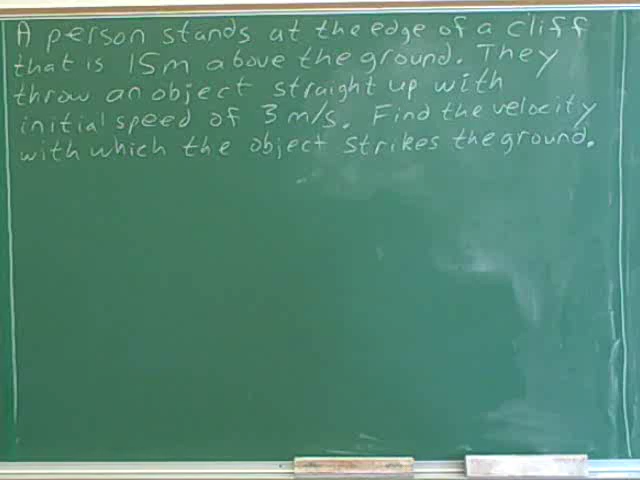 A person stands at the edge of a cliff
that is 15m above the ground. They
throw an object straight up with
initial speed of 3 m/s. Find the velocity
with which the object strikes the ground.